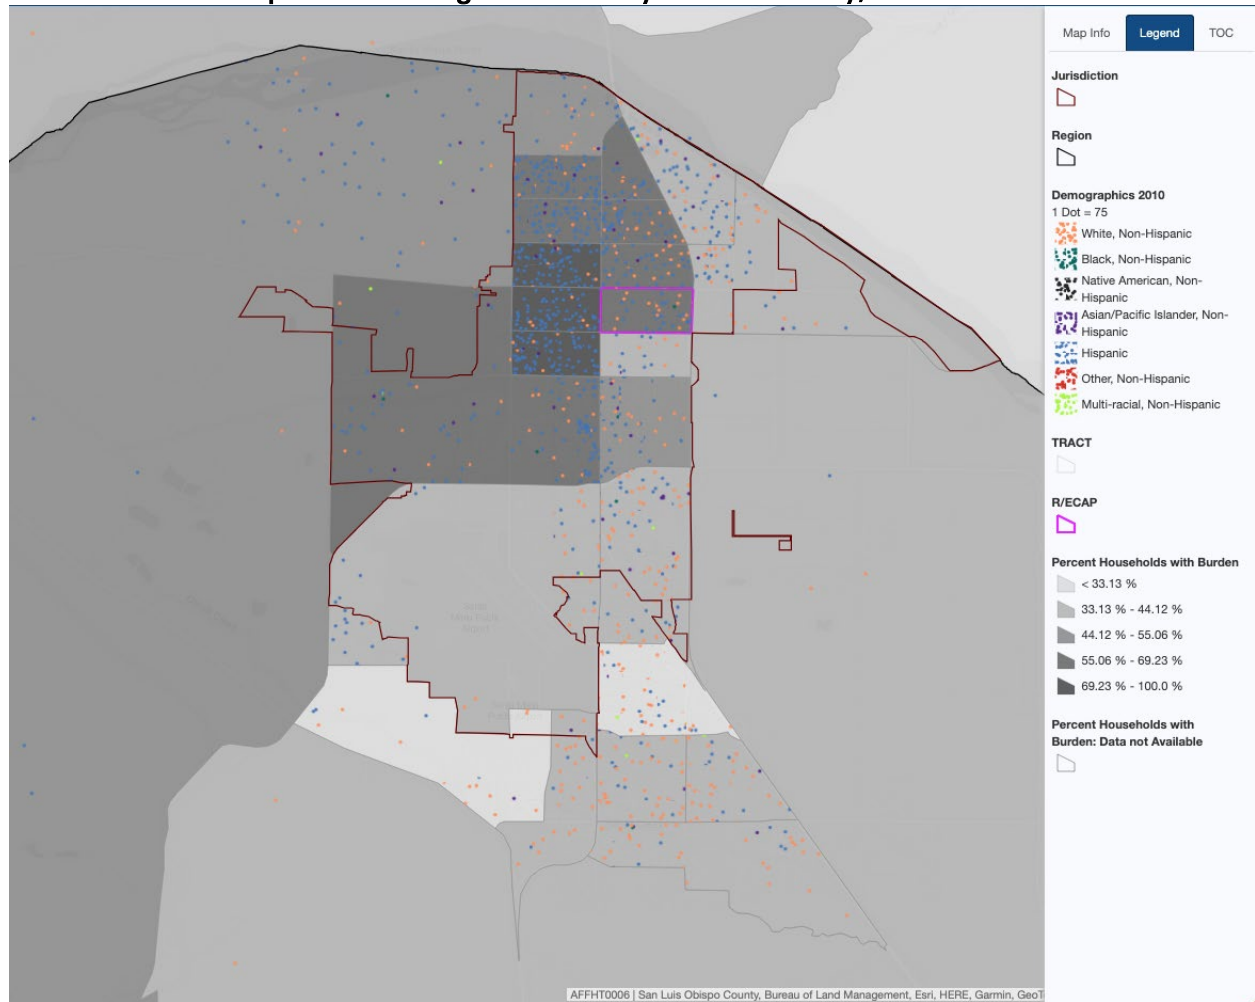 Map Info Legend TOC
Jurisdiction
Region
Demographics 2010
1 Dot = 75
White, Non-Hispanic
Black, Non-Hispanic
Native American, Non-
Hispanic
Asian/Pacific Islander, Non-
Hispanic
Hispanic
Other, Non-Hispanic
Multi-racial, Non-Hispanic
TRACT
R/ECAP
Percent Households with Burden
< 33.13 %
33.13 % - 44.12 %
44.12 % - 55.06 %
55.06 % - 69.23 %
69.23 % - 100.0 %
Percent Households with
Burden: Data not Available
AFFHT0006 | San Luis Obispo County, Bureau of Land Management, Esri, HERE, Garmin, GeoT